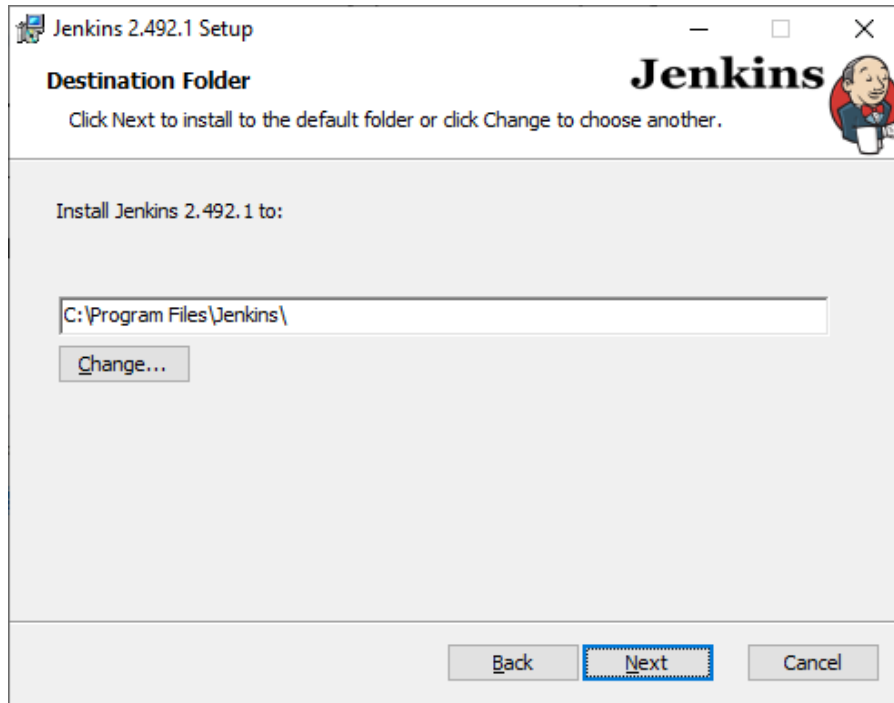 Jenkins 2.492.1 Setup
Jenkins
Destination Folder
Click Next to install to the default folder or click Change to choose another.
Install Jenkins 2.492.1 to:
C:\Program Files\Jenkins\
Change...
Back Next Cancel